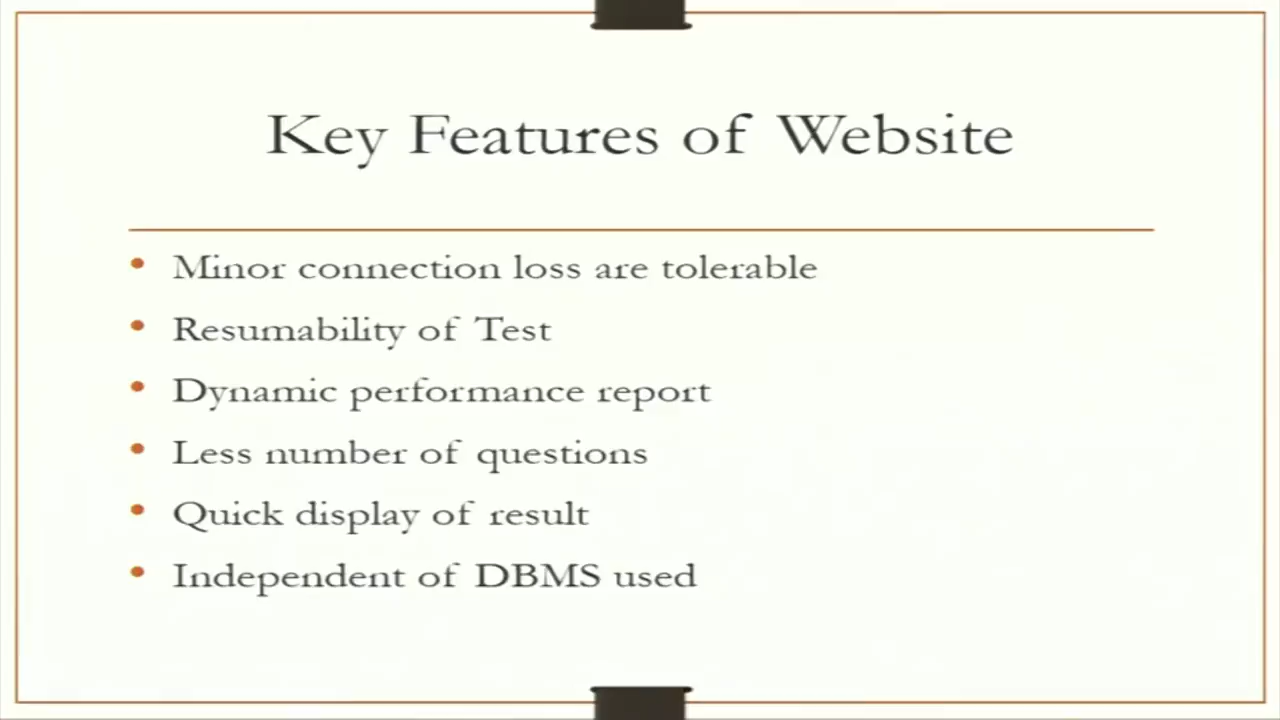 Key Features of Website
• Minor connection loss are tolerable
• Resumability of Test
• Dynamic performance report
• Less number of questions
• Quick display of result
• Independent of DBMS used